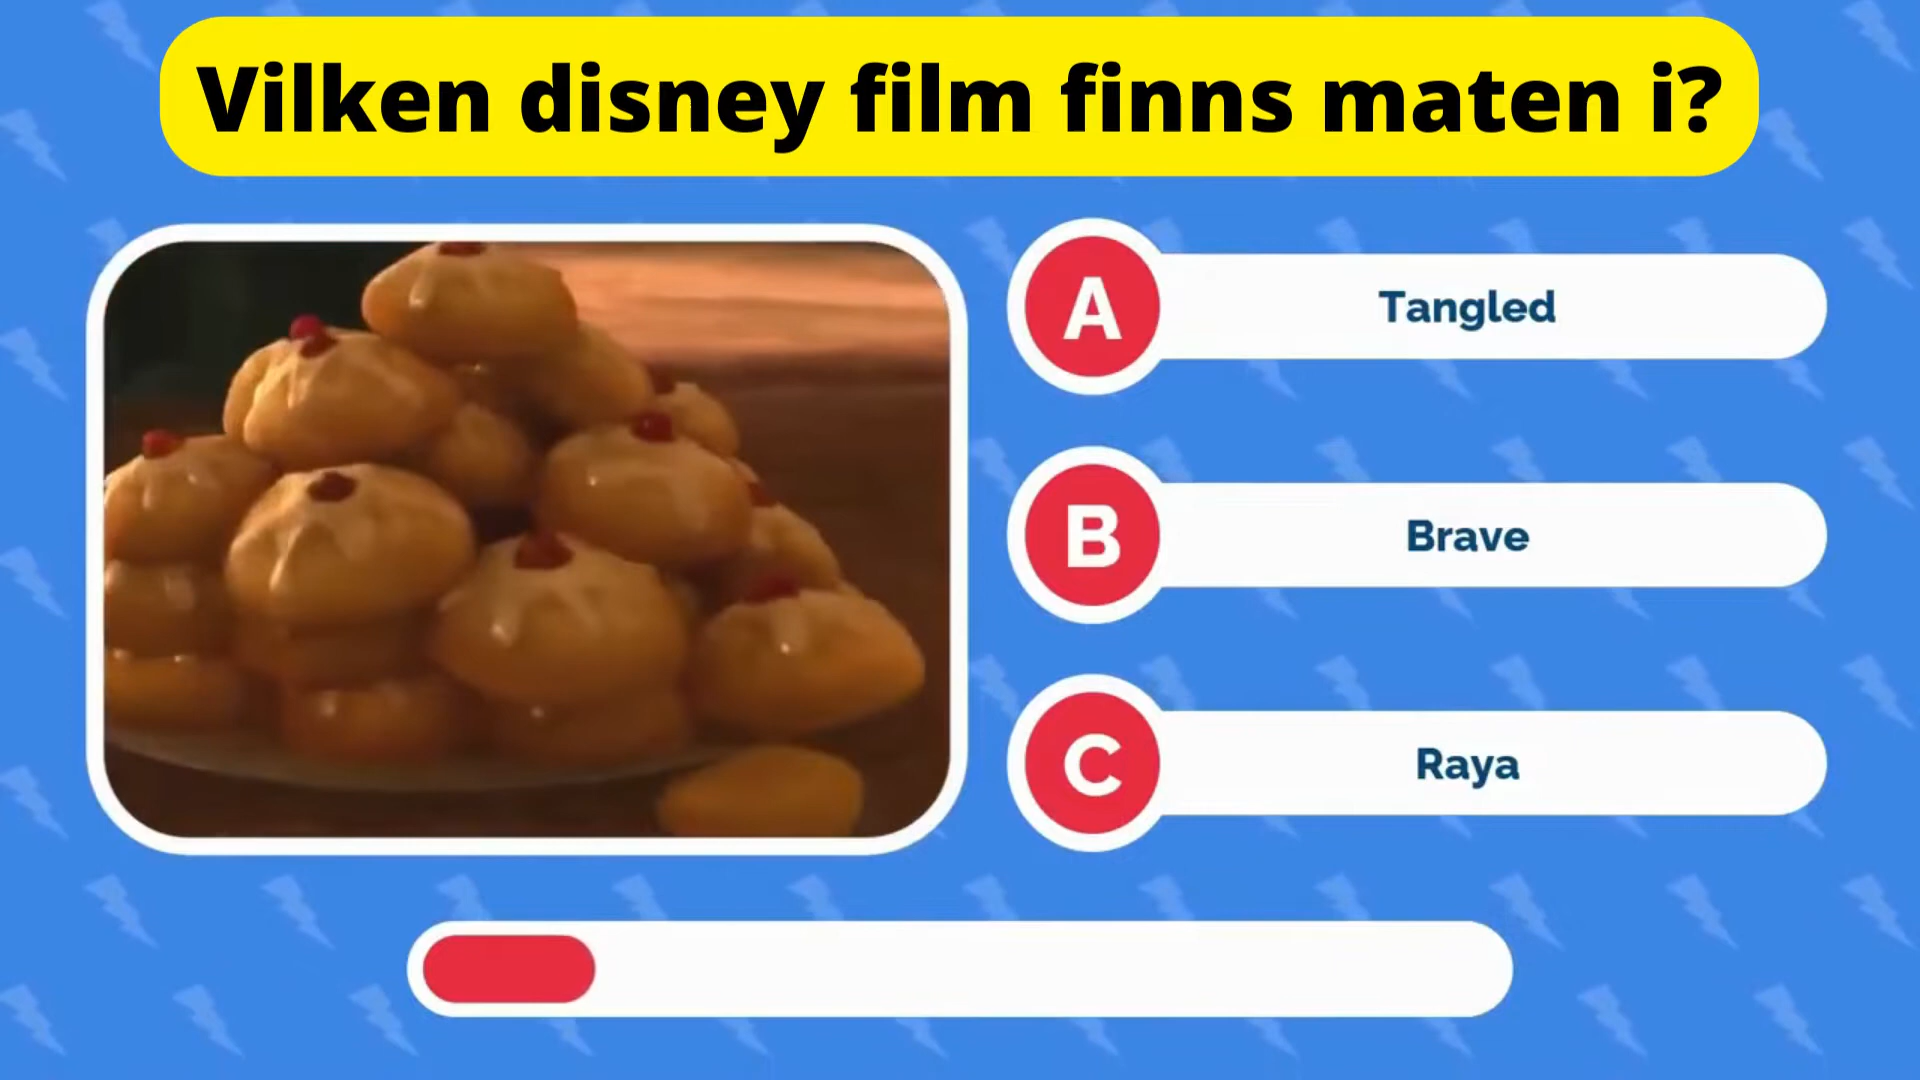 Vilken disney film finns maten i?
A
Tangled
B
Brave
C
Raya